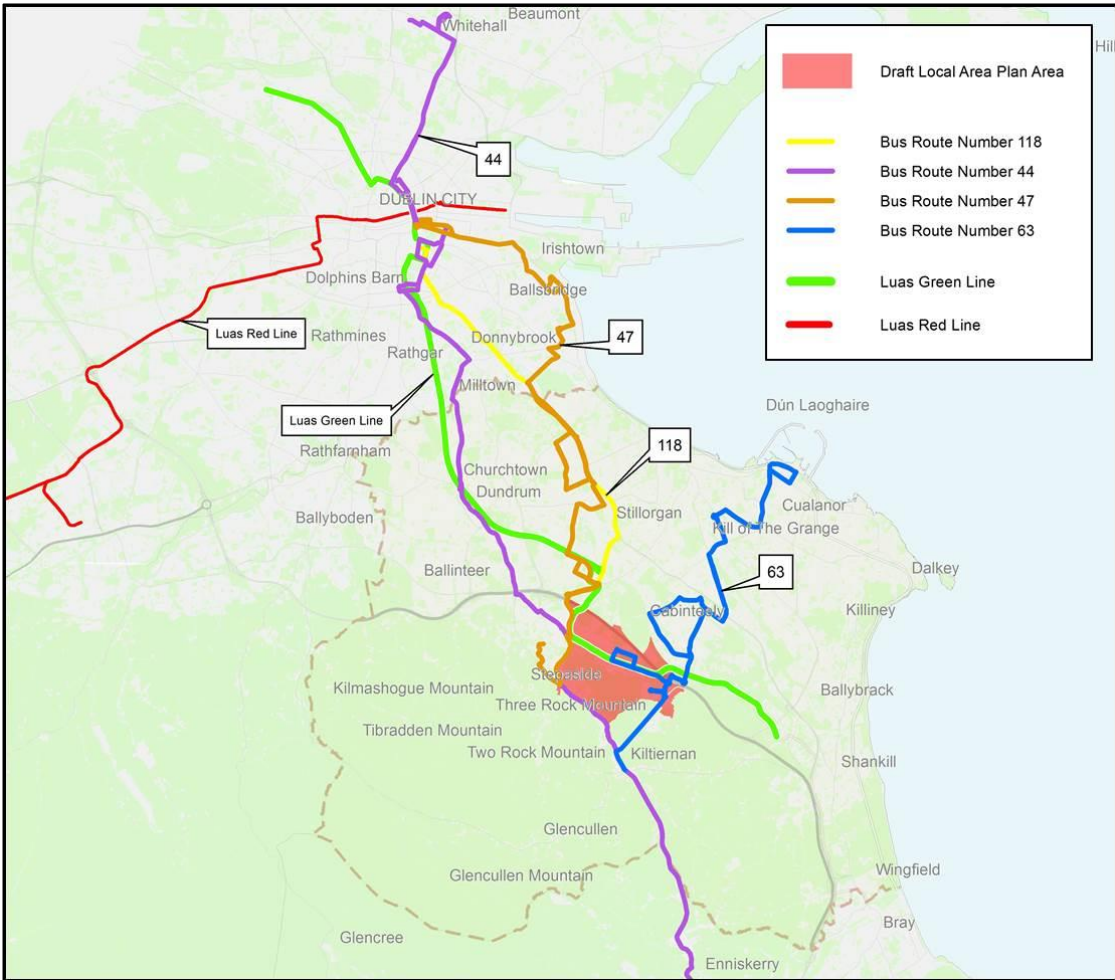 Beaumont
Whitehall
Hill
Draft Local Area Plan Area
Bus Route Number 118
44
Bus Route Number 44
DUBLIN CITY
Bus Route Number 47
Bus Route Number 63
Irishtown
Dolphins Barn
Luas Green Line
Ballsbridge
Luas Red Line
Luas Red Line
Rathmines
Donnybrook
47
Rathgar
Milltown
Dún Laoghaire
Luas Green Line
118
Rathfarnham
Churchtown
Dundrum
Stillorgan
Cualanor
Ballyboden
Kill of The Grange
Dalkey
Ballinteer
63
Cabinteely
Killiney
Stepaside
Kilmashogue Mountain
Ballybrack
Three Rock Mountain
Tibradden Mountain
Two Rock Mountain
Kiltiernan
Shankill
Glencullen
Glencullen Mountain
Wingfield
Bray
Glencree
Enniskerry